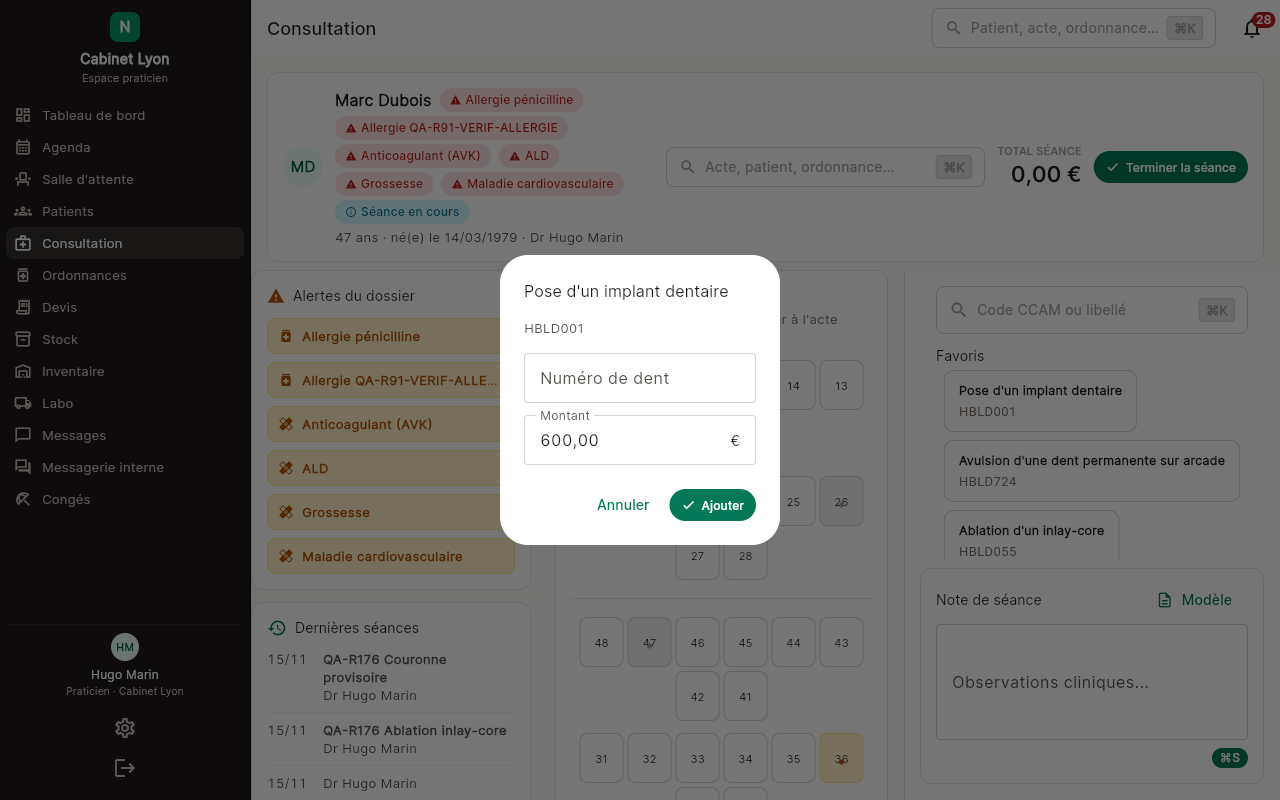 N
Cabinet Lyon
Espace praticien
Tableau de bord
Agenda
Salle d'attente
Patients
Consultation
Ordonnances
Devis
Stock
Inventaire
Labo
Messages
Messagerie interne
Congés
HM
Hugo Marin
Praticien · Cabinet Lyon
Consultation
Patient, acte, ordonnance... ⌘K
28
MD
Marc Dubois
Allergie pénicilline
Allergie QA-R91-VERIF-ALLERGIE
Anticoagulant (AVK)
ALD
Grossesse
Maladie cardiovasculaire
Séance en cours
47 ans · né(e) le 14/03/1979 · Dr Hugo Marin
Acte, patient, ordonnance... ⌘K
TOTAL SÉANCE
0,00 €
Terminer la séance
Alertes du dossier
Allergie pénicilline
Allergie QA-R91-VERIF-ALLE...
Anticoagulant (AVK)
ALD
Grossesse
Maladie cardiovasculaire
Dernières séances
15/11 QA-R176 Couronne
provisoire
Dr Hugo Marin
15/11 QA-R176 Ablation inlay-core
Dr Hugo Marin
15/11 Dr Hugo Marin
Pose d'un implant dentaire
HBLD001
Numéro de dent
Montant
600,00 €
Annuler
Ajouter
r à l'acte
14 13
25 26
27 28
48 47 46 45 44 43
42 41
31 32 33 34 35 36
Code CCAM ou libellé ⌘K
Favoris
Pose d'un implant dentaire
HBLD001
Avulsion d'une dent permanente sur arcade
HBLD724
Ablation d'un inlay-core
HBLD055
Note de séance
Modèle
Observations cliniques...
⌘S